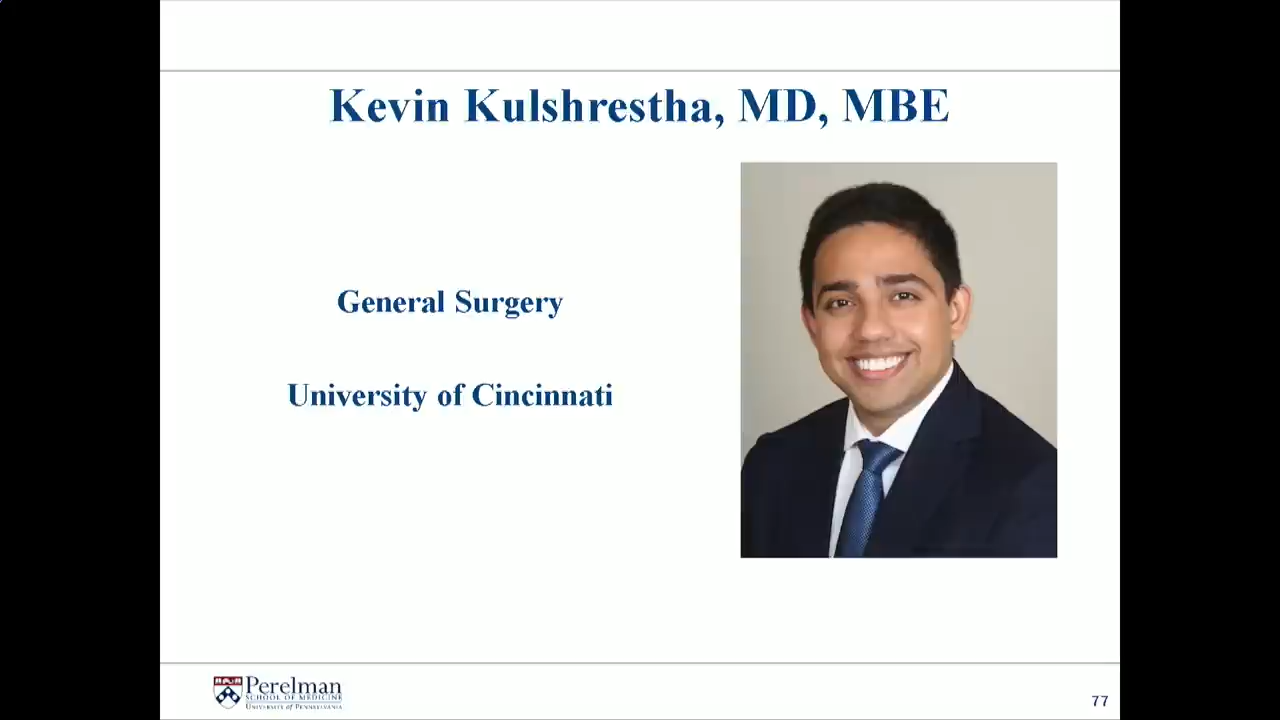 Kevin Kulshrestha, MD, MBE
General Surgery
University of Cincinnati
Perelman
SCHOOL OF MEDICINE
UNIVERSITY of PENNSYLVANIA
77